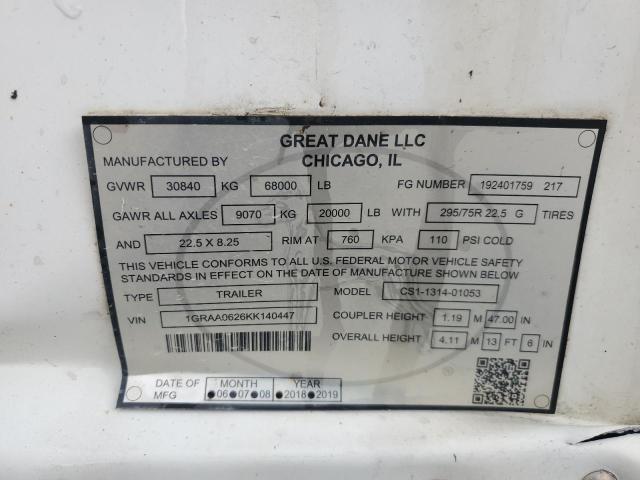 GREAT DANE LLC
MANUFACTURED BY CHICAGO, IL
GVWR 30840 KG 68000 LB FG NUMBER 192401759 217
GAWR ALL AXLES 9070 KG 20000 LB WITH 295/75R 22.5 G TIRES
AND 22.5 X 8.25 RIM AT 760 KPA 110 PSI COLD
THIS VEHICLE CONFORMS TO ALL U.S. FEDERAL MOTOR VEHICLE SAFETY
STANDARDS IN EFFECT ON THE DATE OF MANUFACTURE SHOWN BELOW
TYPE TRAILER MODEL CS1-1314-01053
VIN 1GRAA0626KK140447 COUPLER HEIGHT 1.19 M 47.00 IN
OVERALL HEIGHT 4.11 M 13 FT 6 IN
DATE OF MFG MONTH YEAR
06 07 08 2018 2019